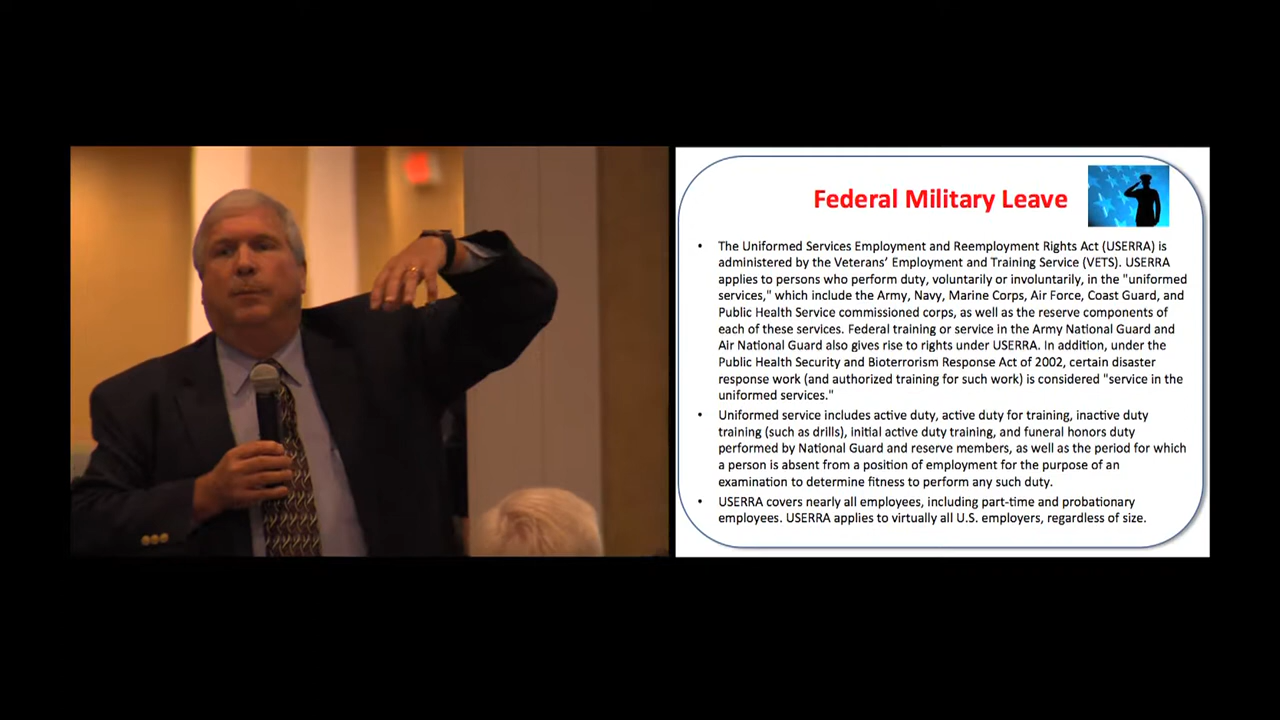 Federal Military Leave
• The Uniformed Services Employment and Reemployment Rights Act (USERRA) is
administered by the Veterans' Employment and Training Service (VETS). USERRA
applies to persons who perform duty, voluntarily or involuntarily, in the "uniformed
services," which include the Army, Navy, Marine Corps, Air Force, Coast Guard, and
Public Health Service commissioned corps, as well as the reserve components of
each of these services. Federal training or service in the Army National Guard and
Air National Guard also gives rise to rights under USERRA. In addition, under the
Public Health Security and Bioterrorism Response Act of 2002, certain disaster
response work (and authorized training for such work) is considered "service in the
uniformed services."
• Uniformed service includes active duty, active duty for training, inactive duty
training (such as drills), initial active duty training, and funeral honors duty
performed by National Guard and reserve members, as well as the period for which
a person is absent from a position of employment for the purpose of an
examination to determine fitness to perform any such duty.
• USERRA covers nearly all employees, including part-time and probationary
employees. USERRA applies to virtually all U.S. employers, regardless of size.